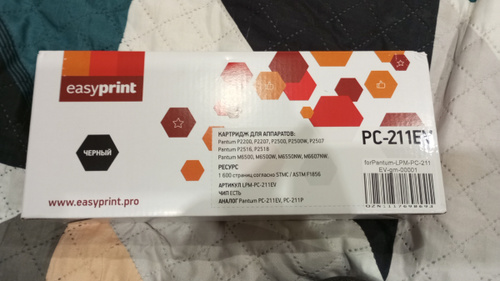 easyprint
ЧЕРНЫЙ
www.easyprint.pro
КАРТРИДЖ ДЛЯ АППАРАТОВ:
Pantum P2200, P2207, P2500, P2500W, P2507
Pantum P2516, P2518
Pantum M6500, M6500W, M6550NW, M6607NW
РЕСУРС
1 600 страниц согласно STMC / ASTM F1856
АРТИКУЛ LPM-PC-211EV
ЧИП ЕСТЬ
АНАЛОГ Pantum PC-211EV, PC-211P
PC-211EV
forPantum-LPM-PC-211
EV-gm-00001